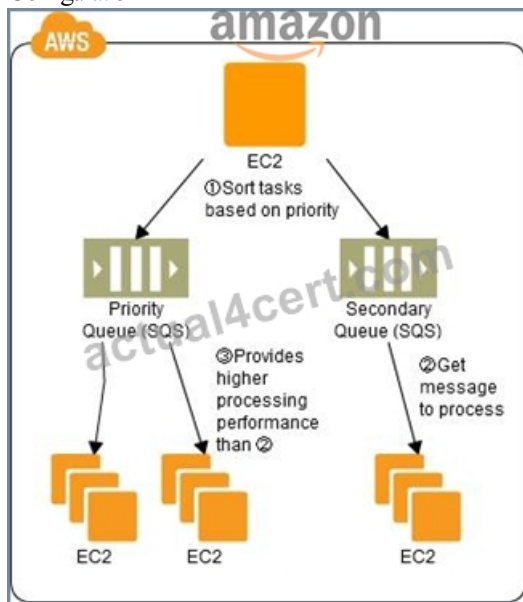 amazon
AWS
EC2
①Sort tasks
based on priority
Priority
Queue (SQS)
Secondary
Queue (SQS)
actual4cert.com
③Provides
higher
processing
performance
than ②
②Get
message
to process
EC2
EC2
EC2